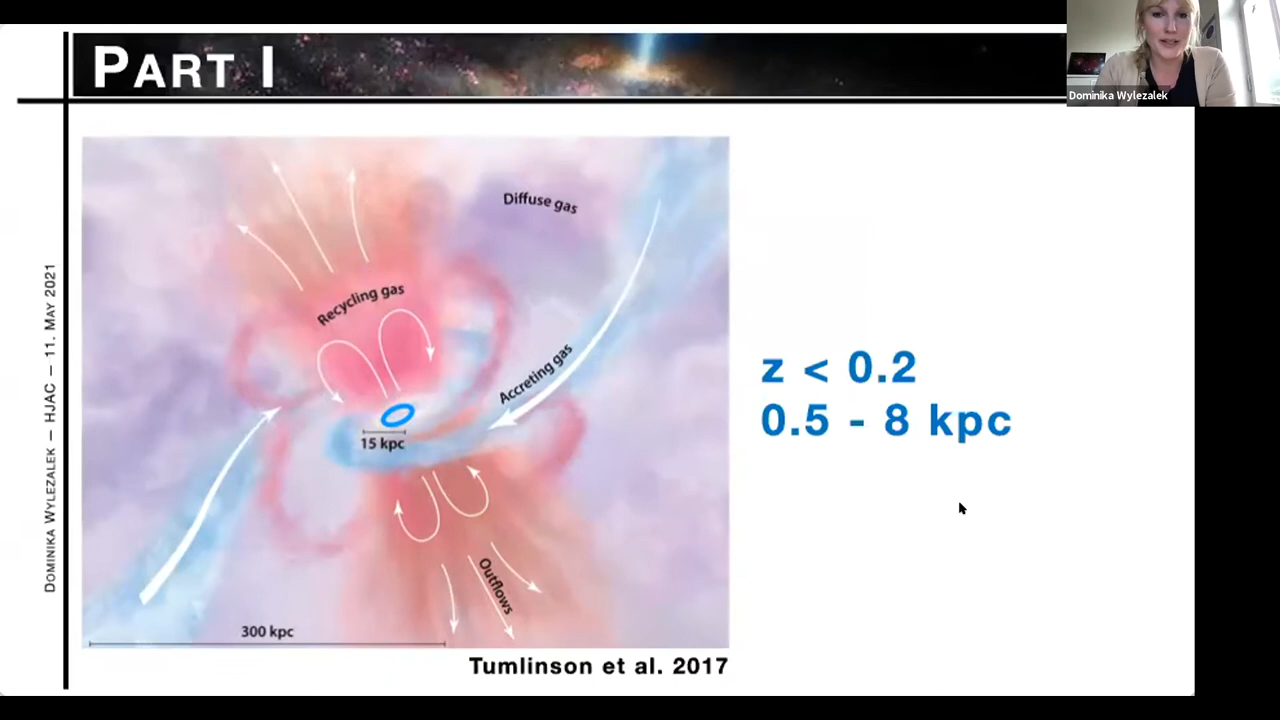 PART I
Dominika Wylezalek
DOMINIKA WYLEZALEK — HJAC — 11. MAY 2021
Diffuse gas
Recycling gas
Accreting gas
15 kpc
Outflows
300 kpc
z < 0.2
0.5 - 8 kpc
Tumlinson et al. 2017